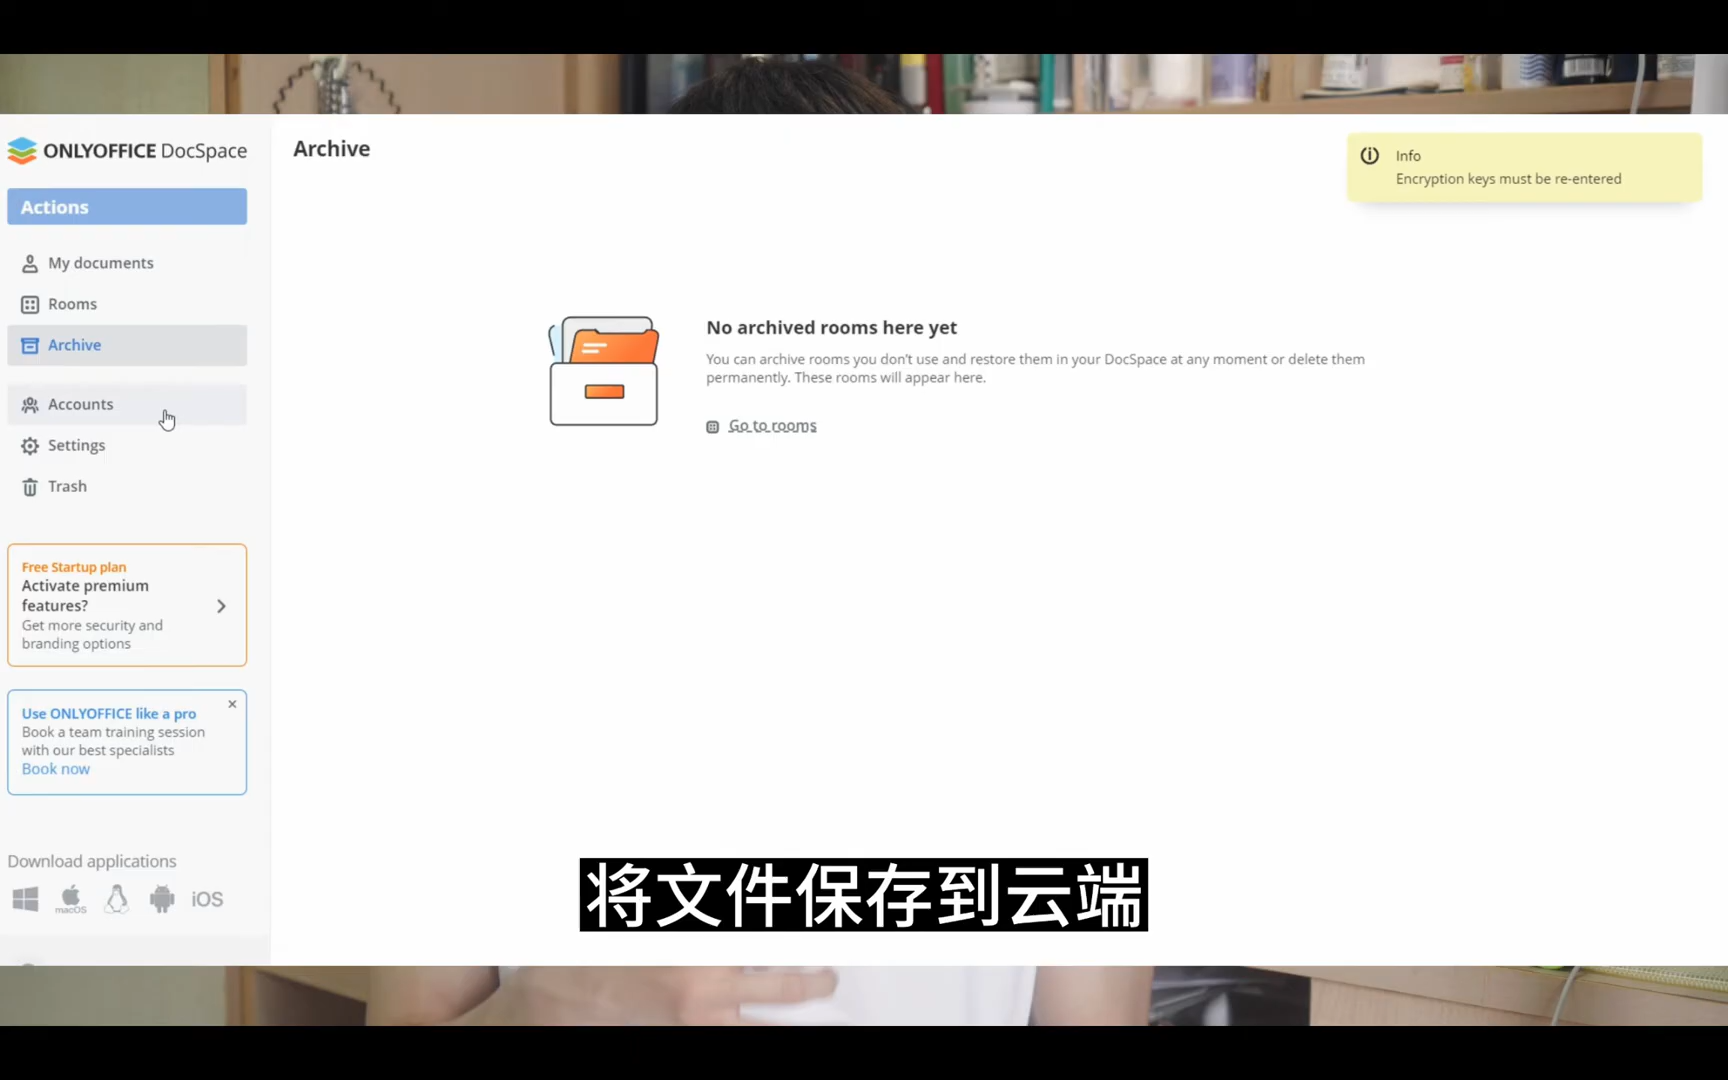 ONLYOFFICE DocSpace
Actions
My documents
Rooms
Archive
Accounts
Settings
Trash
Free Startup plan
Activate premium
features?
Get more security and
branding options
Use ONLYOFFICE like a pro
Book a team training session
with our best specialists
Book now
Download applications
macOS
iOS
Archive
Info
Encryption keys must be re-entered
No archived rooms here yet
You can archive rooms you don't use and restore them in your DocSpace at any moment or delete them
permanently. These rooms will appear here.
Go to rooms
将文件保存到云端